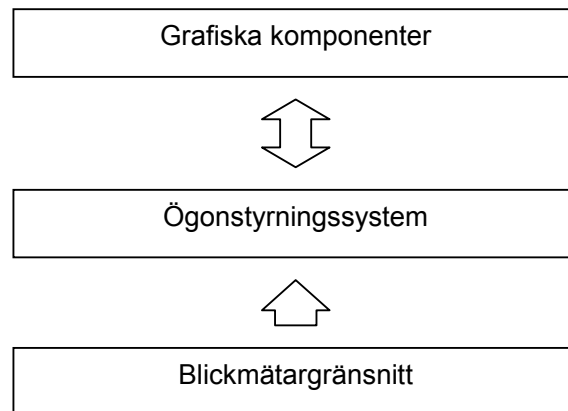 Grafiska komponenter
Ögonstyrningssystem
Blickmätargränsnitt